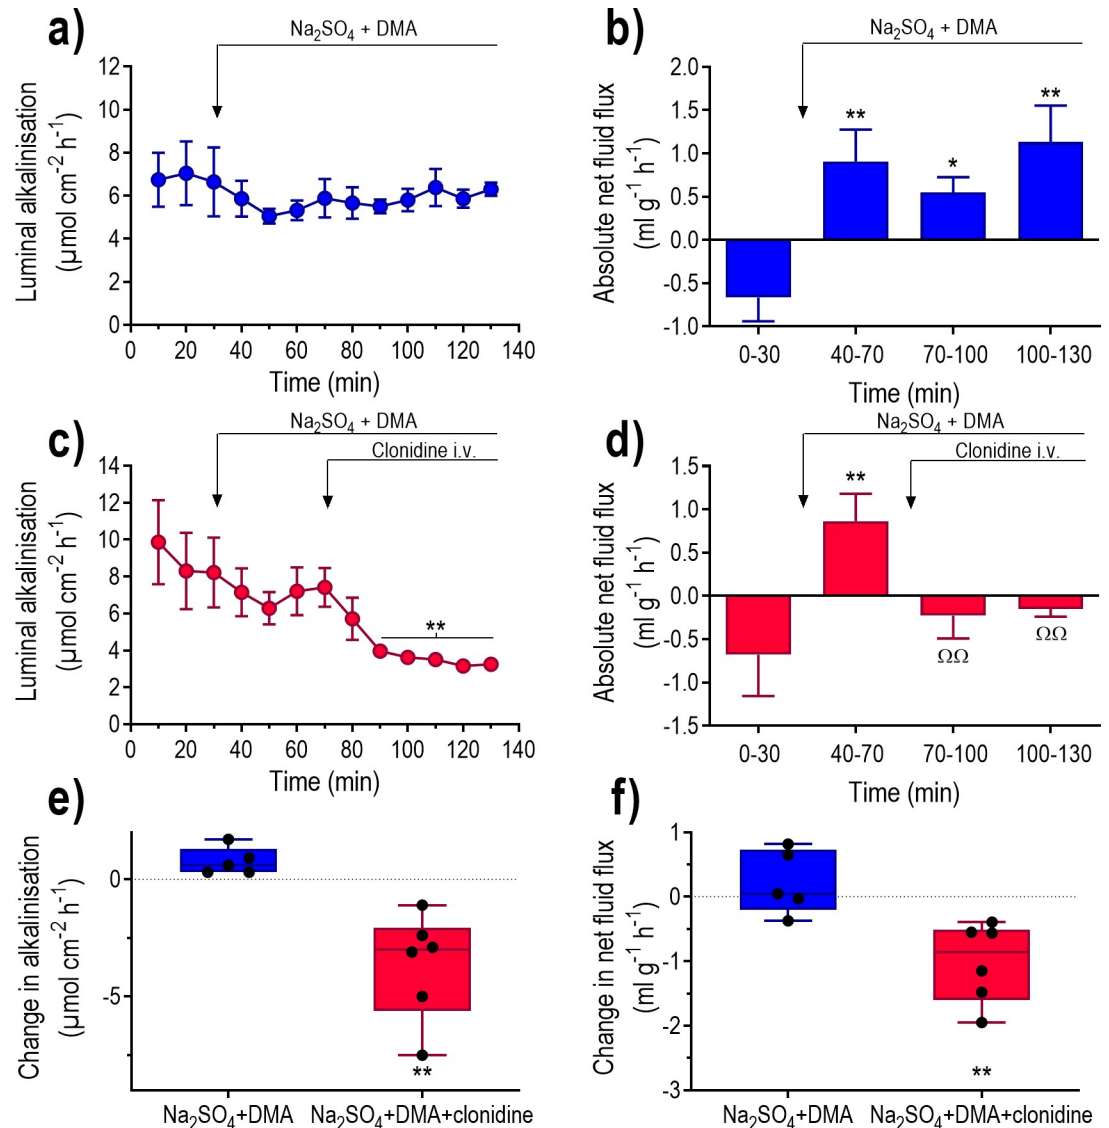 a)
Na₂SO₄ + DMA
Luminal alkalinisation
(µmol cm⁻² h⁻¹)
12
10
8
6
4
2
0
0 20 40 60 80 100 120 140
Time (min)
b)
Na₂SO₄ + DMA
Absolute net fluid flux
(ml g⁻¹ h⁻¹)
2.0
1.5
1.0
0.5
0.0
-0.5
-1.0
** * **
0-30 40-70 70-100 100-130
Time (min)
c)
Na₂SO₄ + DMA
Clonidine i.v.
Luminal alkalinisation
(µmol cm⁻² h⁻¹)
14
12
10
8
6
4
2
0
**
0 20 40 60 80 100 120 140
Time (min)
d)
Na₂SO₄ + DMA
Clonidine i.v.
Absolute net fluid flux
(ml g⁻¹ h⁻¹)
1.5
1.0
0.5
0.0
-0.5
-1.0
-1.5
**
ΩΩ ΩΩ
0-30 40-70 70-100 100-130
Time (min)
e)
Change in alkalinisation
(µmol cm⁻² h⁻¹)
0
-5
**
Na₂SO₄+DMA Na₂SO₄+DMA+clonidine
f)
Change in net fluid flux
(ml g⁻¹ h⁻¹)
1
0
-1
-2
-3
**
Na₂SO₄+DMA Na₂SO₄+DMA+clonidine